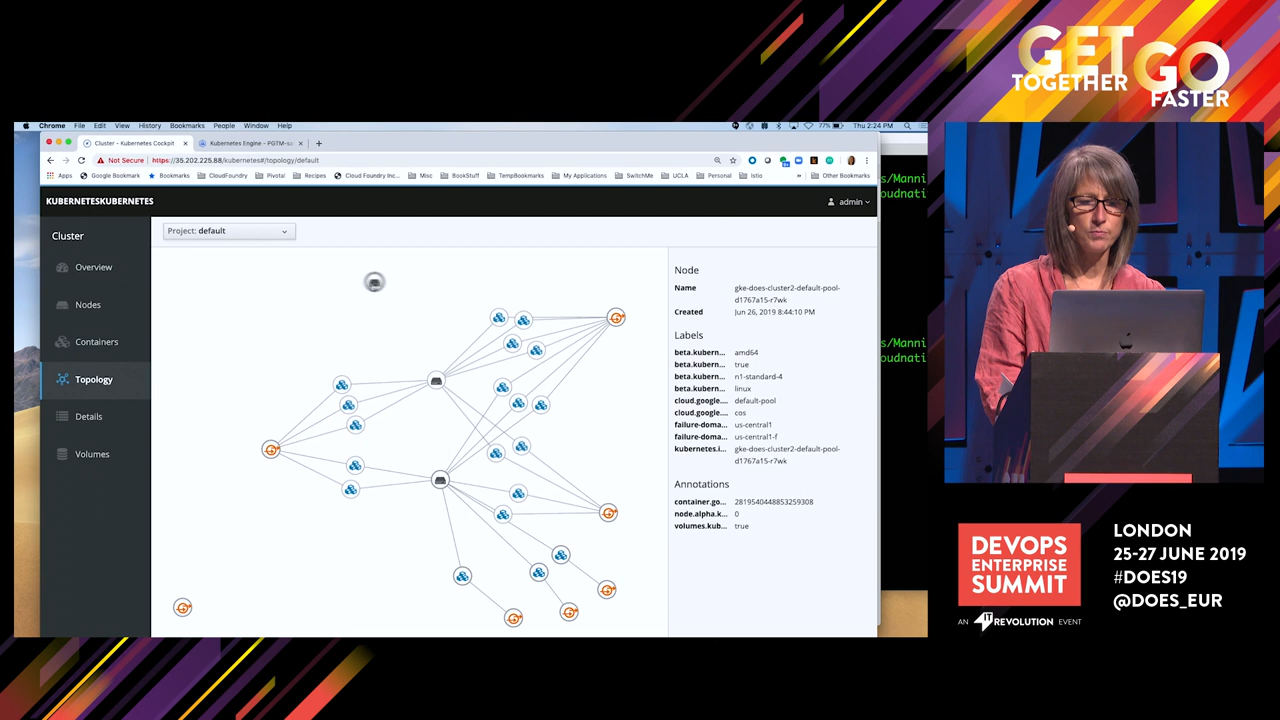 GET
TOGETHER
GO
FASTER
Chrome File Edit View History Bookmarks People Window Help
77% Thu 2:24 PM
Cluster - Kubernetes Cockpit
Kubernetes Engine - PGTM-sa
Not Secure https://35.202.225.88/kubernetes#/topology/default
Apps Google Bookmark Bookmarks CloudFoundry Pivotal Recipes Cloud Foundry Inc... Misc BookStuff TempBookmarks My Applications SwitchMe UCLA Personal Istio » Other Bookmarks
KUBERNETESKUBERNETES
admin
Cluster
Overview
Nodes
Containers
Topology
Details
Volumes
Project: default
Node
Name gke-does-cluster2-default-pool-
d1767a15-r7wk
Created Jun 26, 2019 8:44:10 PM
Labels
beta.kubern... amd64
beta.kubern... true
beta.kubern... n1-standard-4
beta.kubern... linux
cloud.google.... default-pool
cloud.google.... cos
failure-doma... us-central1
failure-doma... us-central1-f
kubernetes.i... gke-does-cluster2-default-pool-
d1767a15-r7wk
Annotations
container.go... 2819540448853259308
node.alpha.k... 0
volumes.kub... true
s/Manni
oudnati
s/Manni
oudnati
DEVOPS
ENTERPRISE
SUMMIT
AN IT REVOLUTION EVENT
LONDON
25-27 JUNE 2019
#DOES19
@DOES_EUR